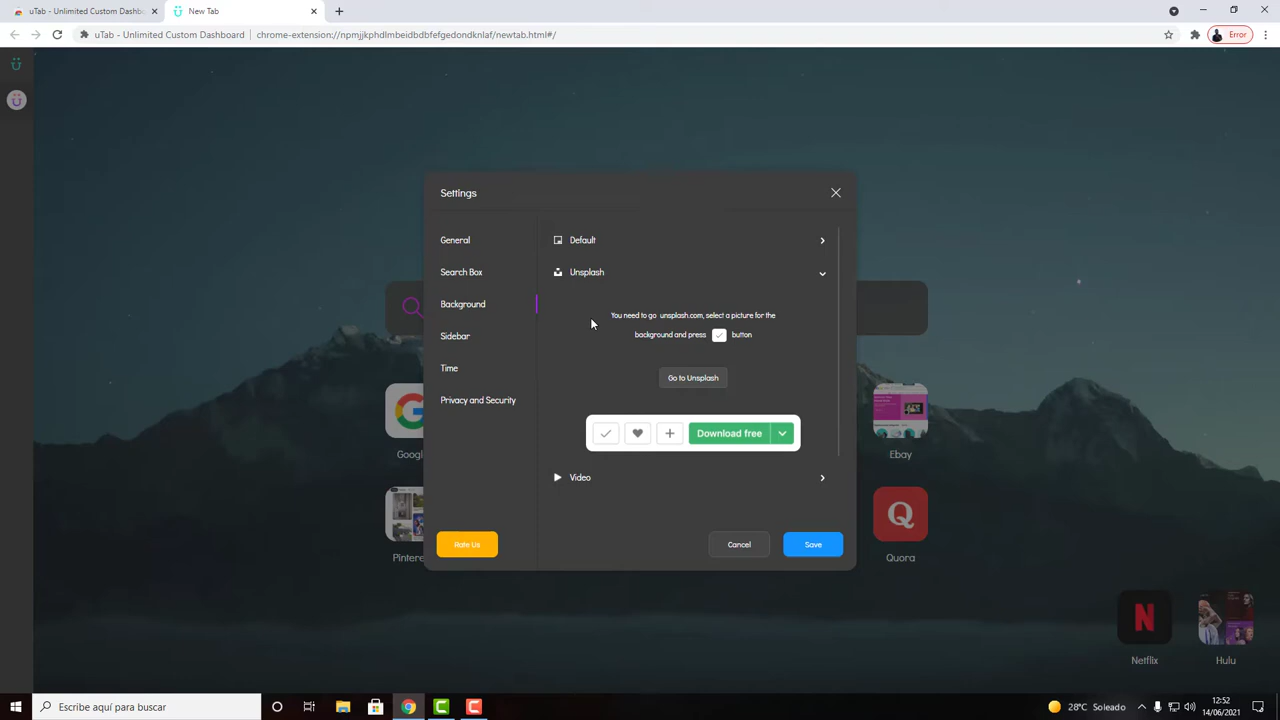 uTab - Unlimited Custom Dashb
New Tab
uTab - Unlimited Custom Dashboard
chrome-extension://npmjjkphdlmbeidbdbfefgedondknlaf/newtab.html#/
Error
Settings
General
Search Box
Background
Sidebar
Time
Privacy and Security
Default
Unsplash
You need to go unsplash.com, select a picture for the
background and press button
Go to Unsplash
Download free
Video
Rate Us
Cancel
Save
Googl
Ebay
Pintere
Quora
Netflix
Hulu
Escribe aquí para buscar
28°C Soleado
12:52
14/06/2021